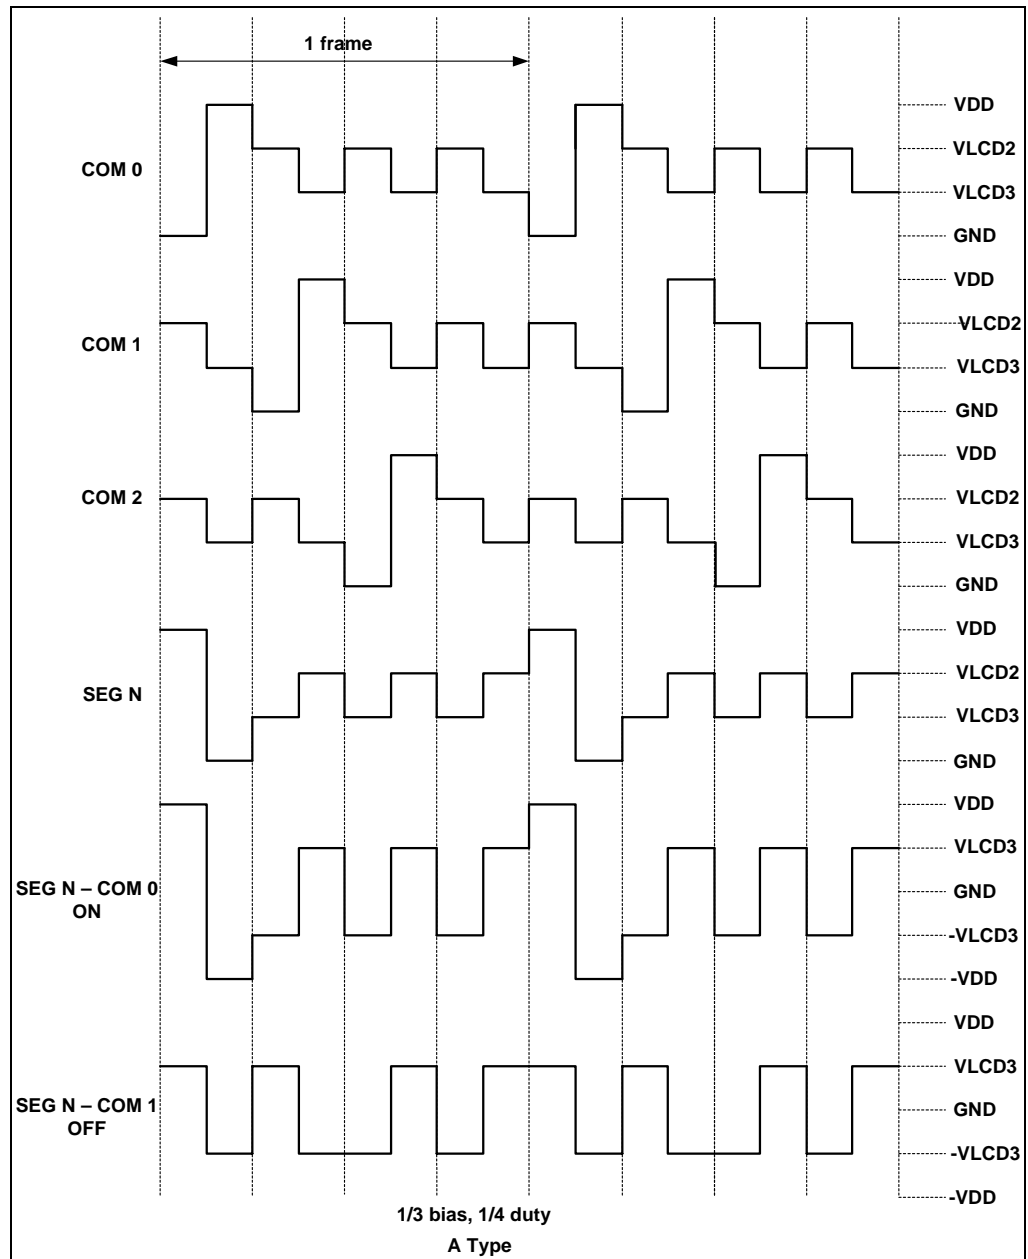 1 frame
COM 0
VDD
VLCD2
VLCD3
GND
COM 1
VDD
VLCD2
VLCD3
GND
COM 2
VDD
VLCD2
VLCD3
GND
SEG N
VDD
VLCD2
VLCD3
GND
SEG N – COM 0
ON
VDD
VLCD3
GND
-VLCD3
-VDD
SEG N – COM 1
OFF
VDD
VLCD3
GND
-VLCD3
-VDD
1/3 bias, 1/4 duty
A Type